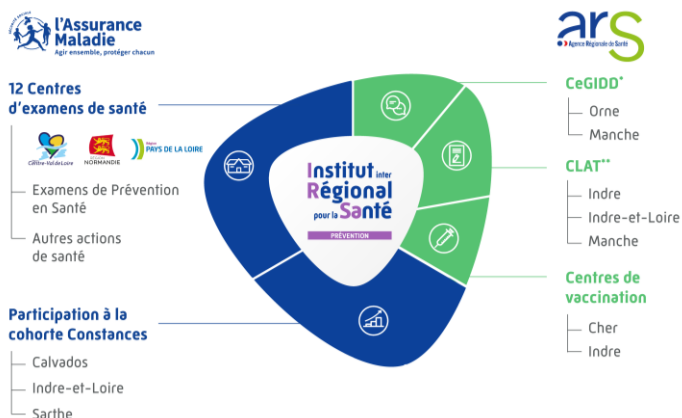 l'Assurance
Maladie
Agir ensemble, protéger chacun
ars
Agence Régionale de Santé
12 Centres
d'examens de santé
Centre-Val de Loire
NORMANDIE
PAYS DE LA LOIRE
Examens de Prévention
en Santé
Autres actions
de santé
Participation à la
cohorte Constances
Calvados
Indre-et-Loire
Sarthe
Institut inter
Régional
pour la Santé
PRÉVENTION
CeGIDD*
Orne
Manche
CLAT**
Indre
Indre-et-Loire
Manche
Centres de
vaccination
Cher
Indre